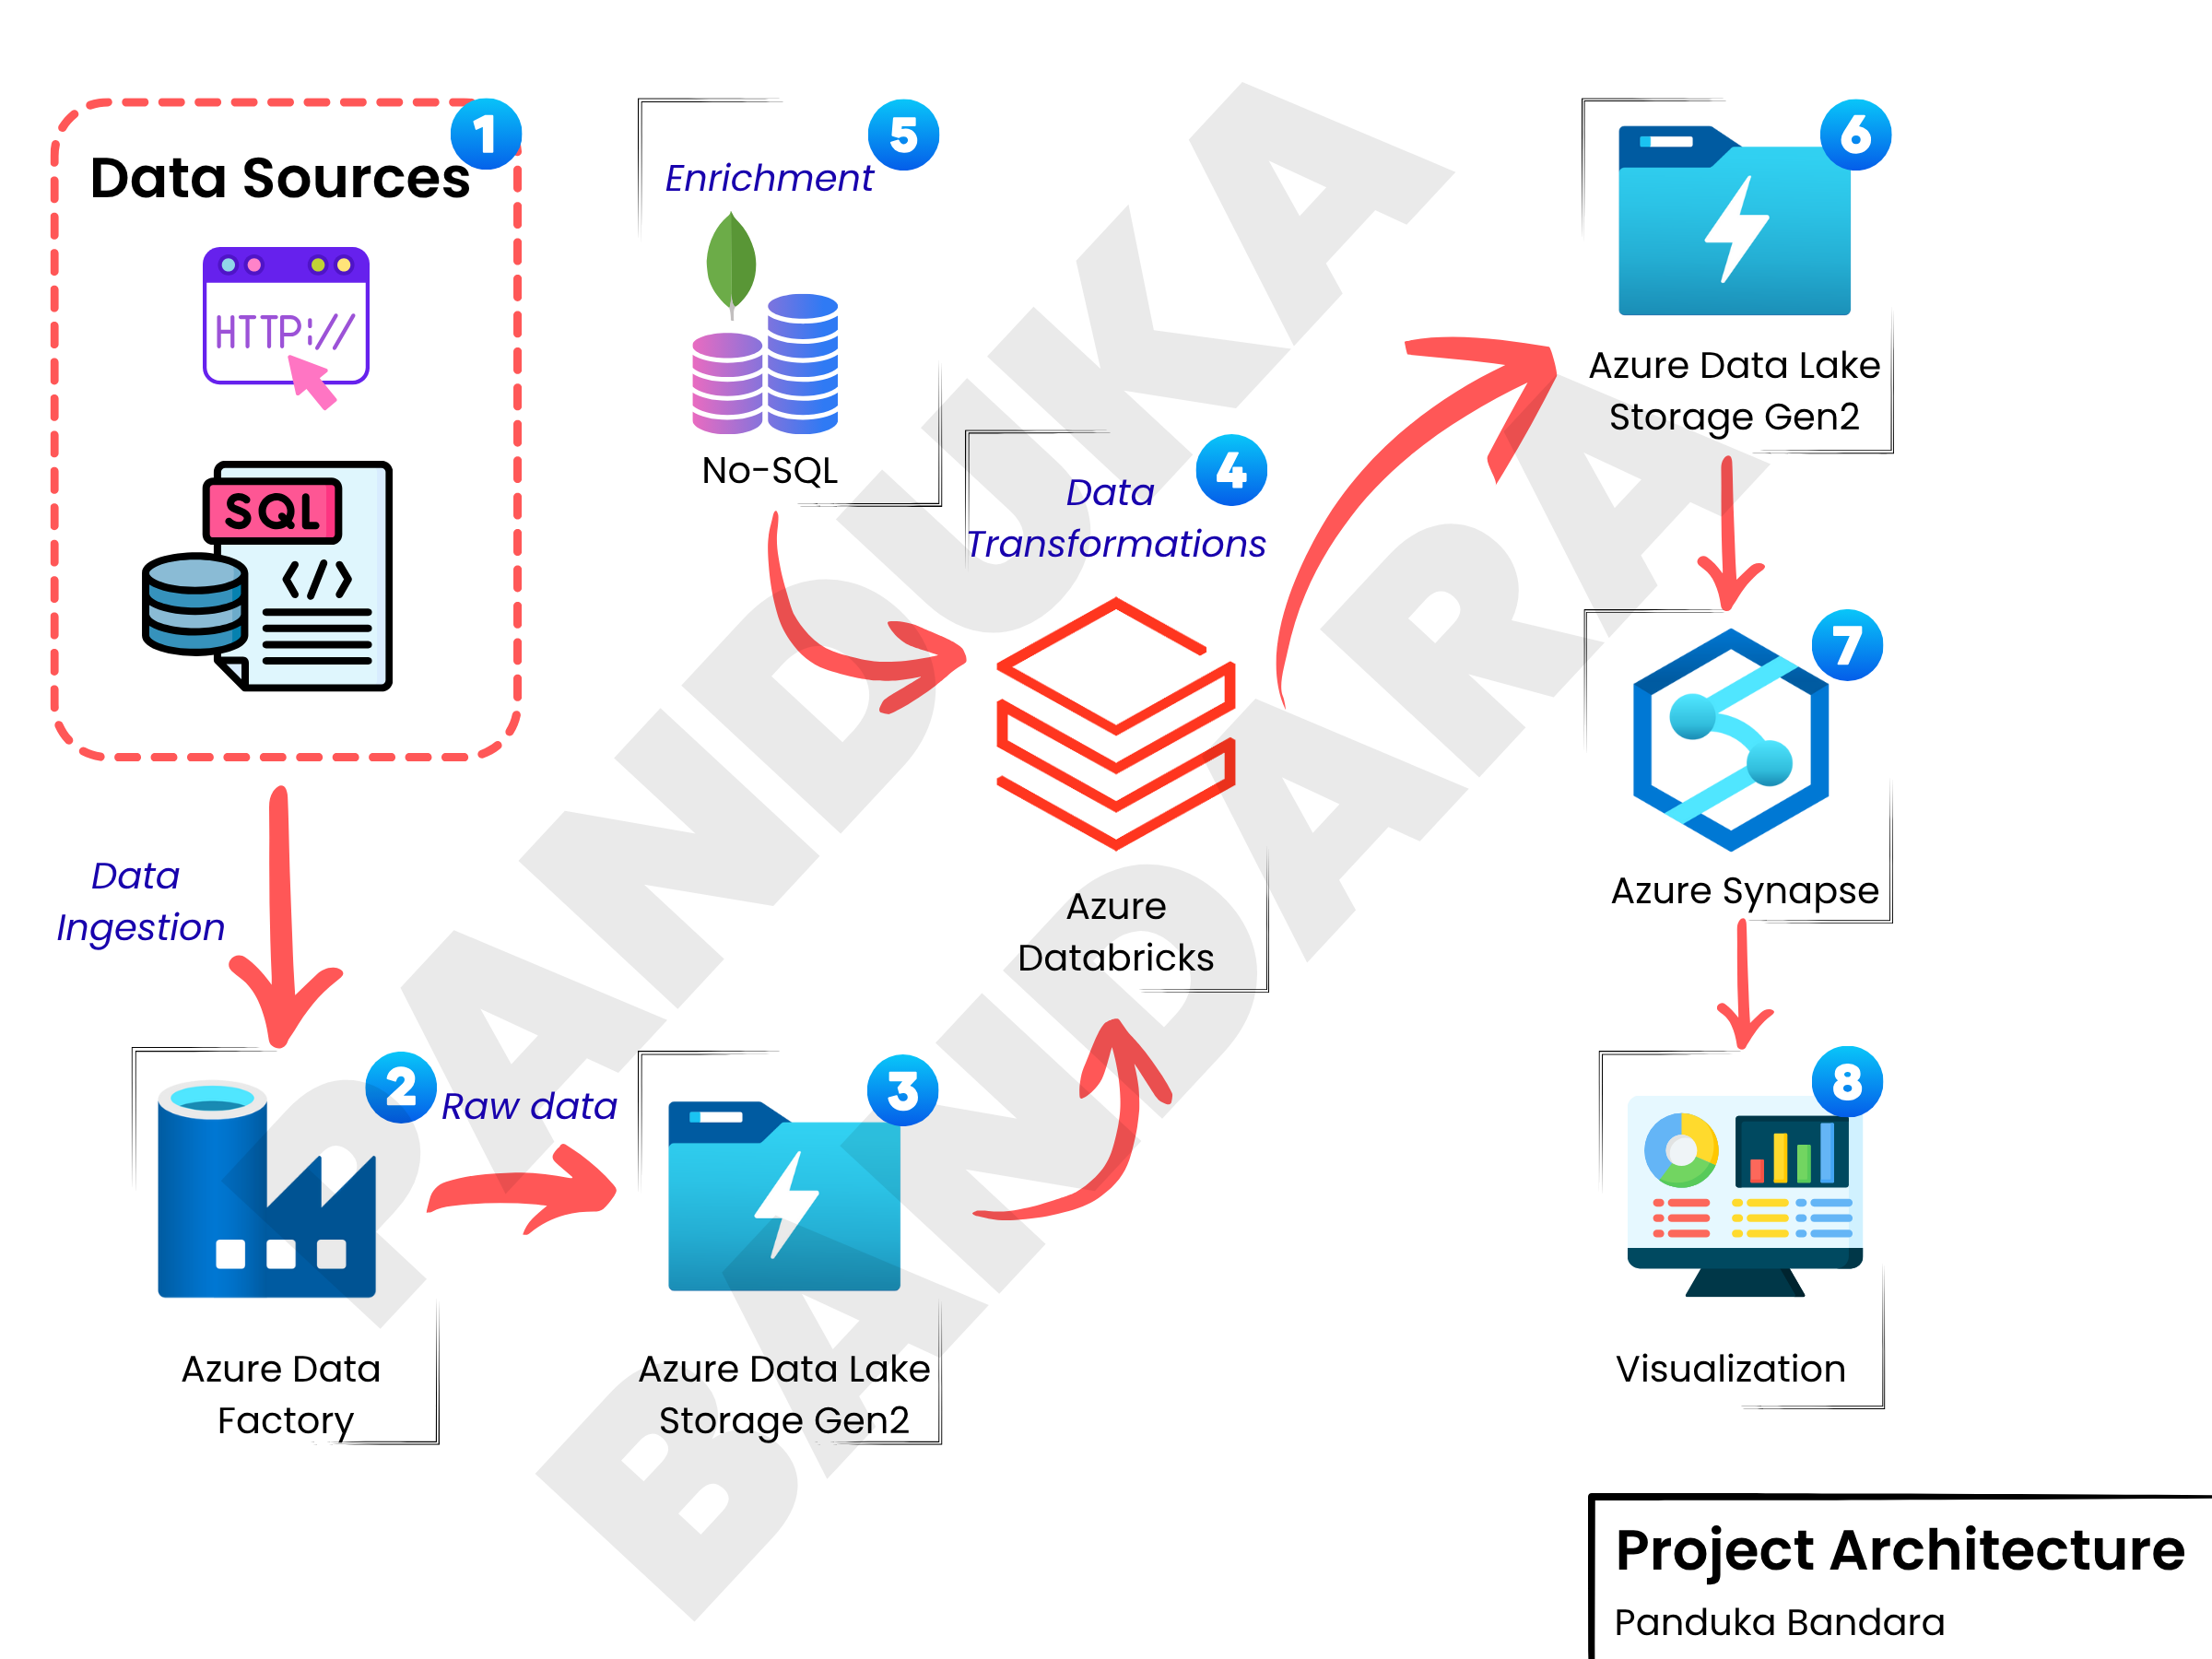 1
Data Sources
HTTP://
SQL
</>
Data
Ingestion
2
Azure Data
Factory
Raw data
3
Azure Data Lake
Storage Gen2
4
Data
Transformations
Azure
Databricks
5
Enrichment
No-SQL
6
Azure Data Lake
Storage Gen2
7
Azure Synapse
8
Visualization
Project Architecture
Panduka Bandara
PANDUKA
BANDARA